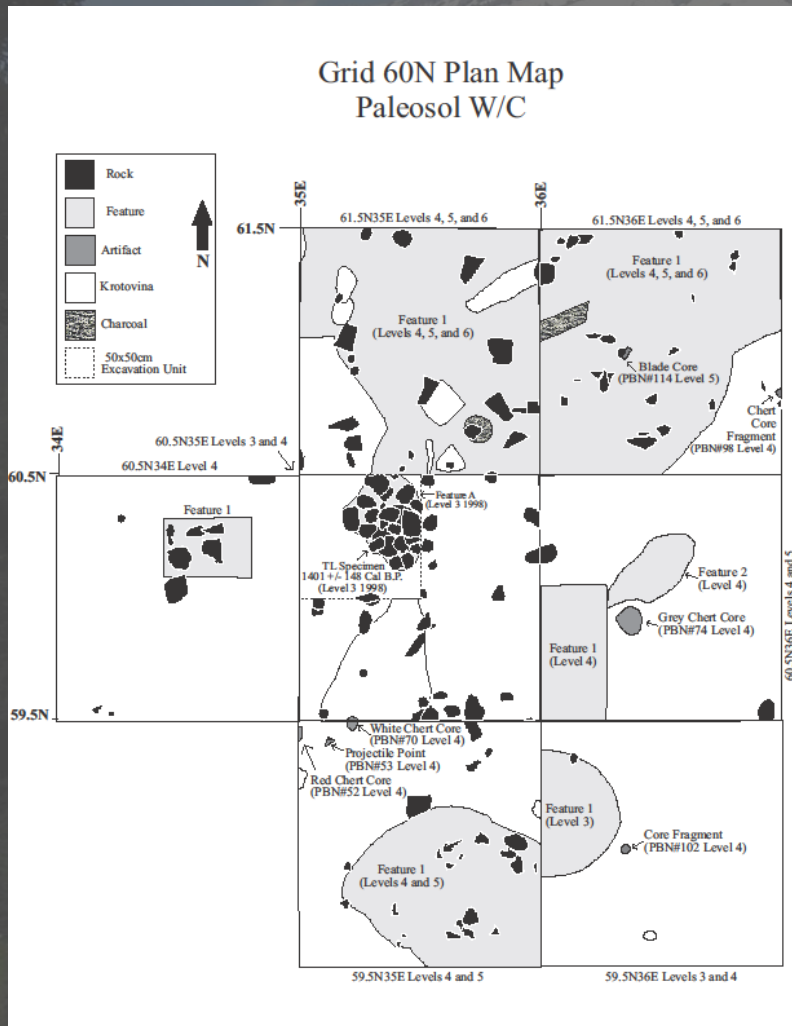 Grid 60N Plan Map
Paleosol W/C
Rock
Feature
Artifact
Krotovina
Charcoal
50x50cm
Excavation Unit
N
35E
36E
61.5N
61.5N35E Levels 4, 5, and 6
61.5N36E Levels 4, 5, and 6
Feature 1
(Levels 4, 5, and 6)
Feature 1
(Levels 4, 5, and 6)
Blade Core
(PBN#114 Level 5)
Chert
Core
Fragment
(PBN#98 Level 4)
34E
60.5N35E Levels 3 and 4
60.5N34E Level 4
60.5N
Feature 1
Feature A
(Level 3 1998)
TL Specimen
1401 +/- 148 Cal B.P.
(Level 3 1998)
Feature 2
(Level 4)
Grey Chert Core
(PBN#74 Level 4)
Feature 1
(Level 4)
60.5N36E Levels 4 and 5
59.5N
White Chert Core
(PBN#70 Level 4)
Projectile Point
(PBN#53 Level 4)
Red Chert Core
(PBN#52 Level 4)
Feature 1
(Level 3)
Core Fragment
(PBN#102 Level 4)
Feature 1
(Levels 4 and 5)
59.5N35E Levels 4 and 5
59.5N36E Levels 3 and 4